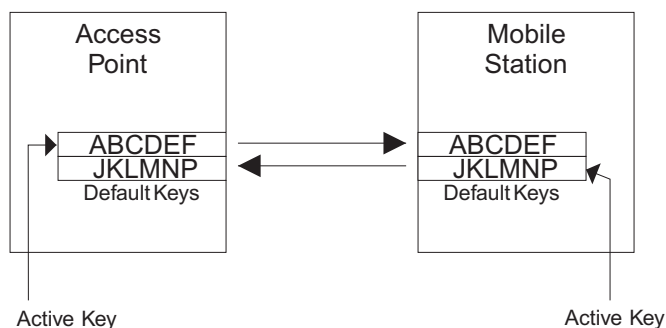 Access
Point
Mobile
Station
ABCDEF
JKLMNP
Default Keys
ABCDEF
JKLMNP
Default Keys
Active Key
Active Key